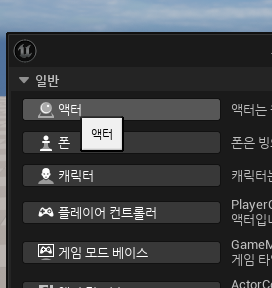 일반
액터
액터는
액터
폰
폰은 빙의
캐릭터
캐릭터는
플레이어 컨트롤러
PlayerC
액터입니
게임 모드 베이스
GameM
게임 타
ActorCo